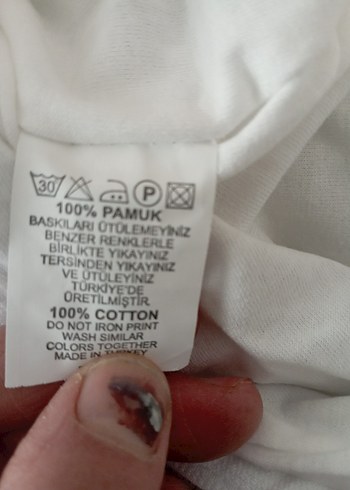 30 P
100% PAMUK
BASKILARI ÜTÜLEMEYİNİZ
BENZER RENKLERLE
BİRLİKTE YIKAYINIZ
TERSİNDEN YIKAYINIZ
VE ÜTÜLEYİNİZ
TÜRKİYE'DE
ÜRETİLMİŞTİR.
100% COTTON
DO NOT IRON PRINT
WASH SIMILAR
COLORS TOGETHER
MADE IN TURKEY